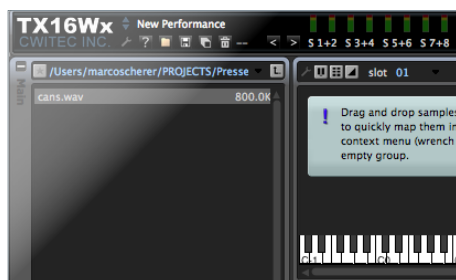 TX16Wx New Performance
CWITEC INC. ? -- < > S 1+2 S 3+4 S 5+6 S 7+8
/Users/marcoscherer/PROJECTS/Presse
slot 01
Main
cans.wav 800.0K
! Drag and drop samples
to quickly map them in
context menu (wrench
empty group.
C-1 C0